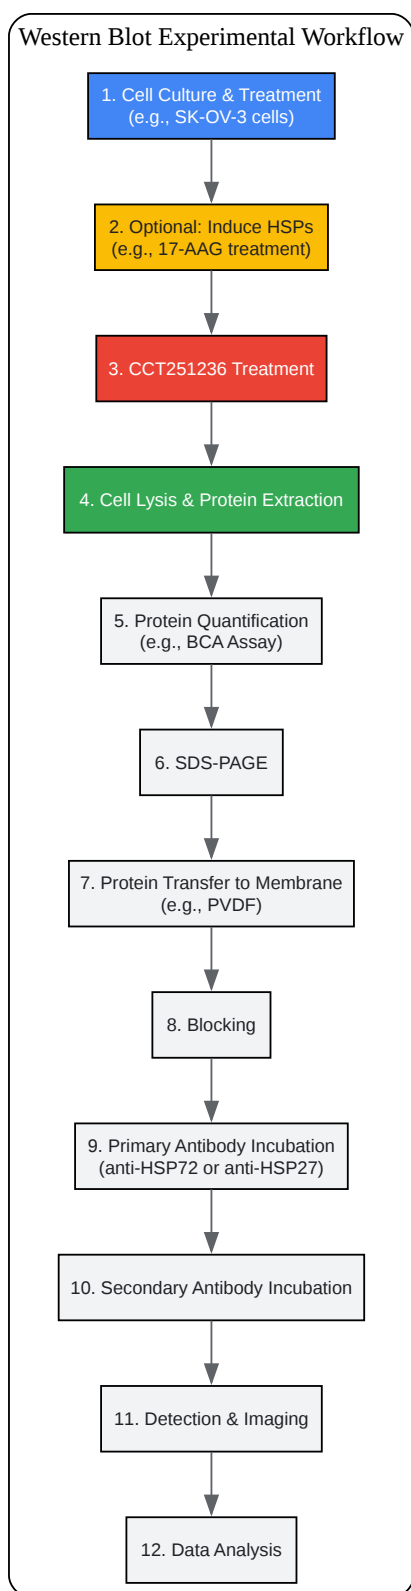 Western Blot Experimental Workflow
1. Cell Culture & Treatment
(e.g., SK-OV-3 cells)
2. Optional: Induce HSPs
(e.g., 17-AAG treatment)
3. CCT251236 Treatment
4. Cell Lysis & Protein Extraction
5. Protein Quantification
(e.g., BCA Assay)
6. SDS-PAGE
7. Protein Transfer to Membrane
(e.g., PVDF)
8. Blocking
9. Primary Antibody Incubation
(anti-HSP72 or anti-HSP27)
10. Secondary Antibody Incubation
11. Detection & Imaging
12. Data Analysis